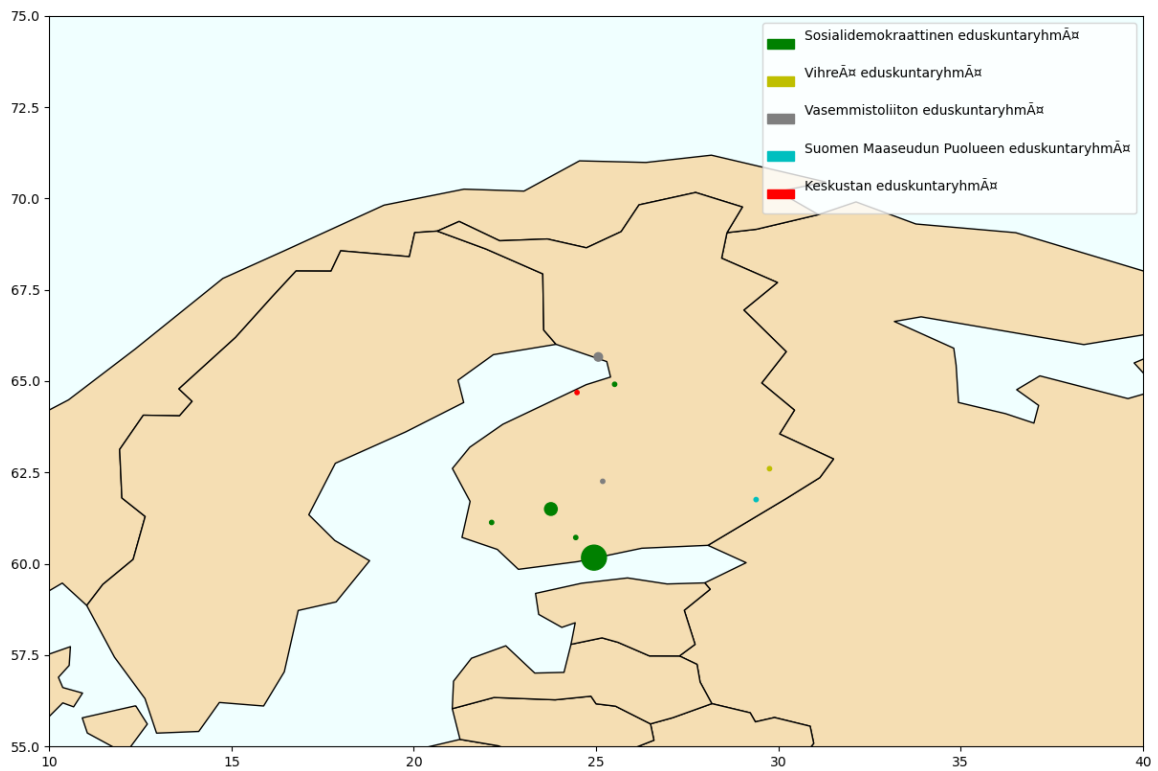 75.0
72.5
70.0
67.5
65.0
62.5
60.0
57.5
55.0
Sosialidemokraattinen eduskuntaryhmÃ¤
VihreÃ¤ eduskuntaryhmÃ¤
Vasemmistoliiton eduskuntaryhmÃ¤
Suomen Maaseudun Puolueen eduskuntaryhmÃ¤
Keskustan eduskuntaryhmÃ¤
10 15 20 25 30 35 40